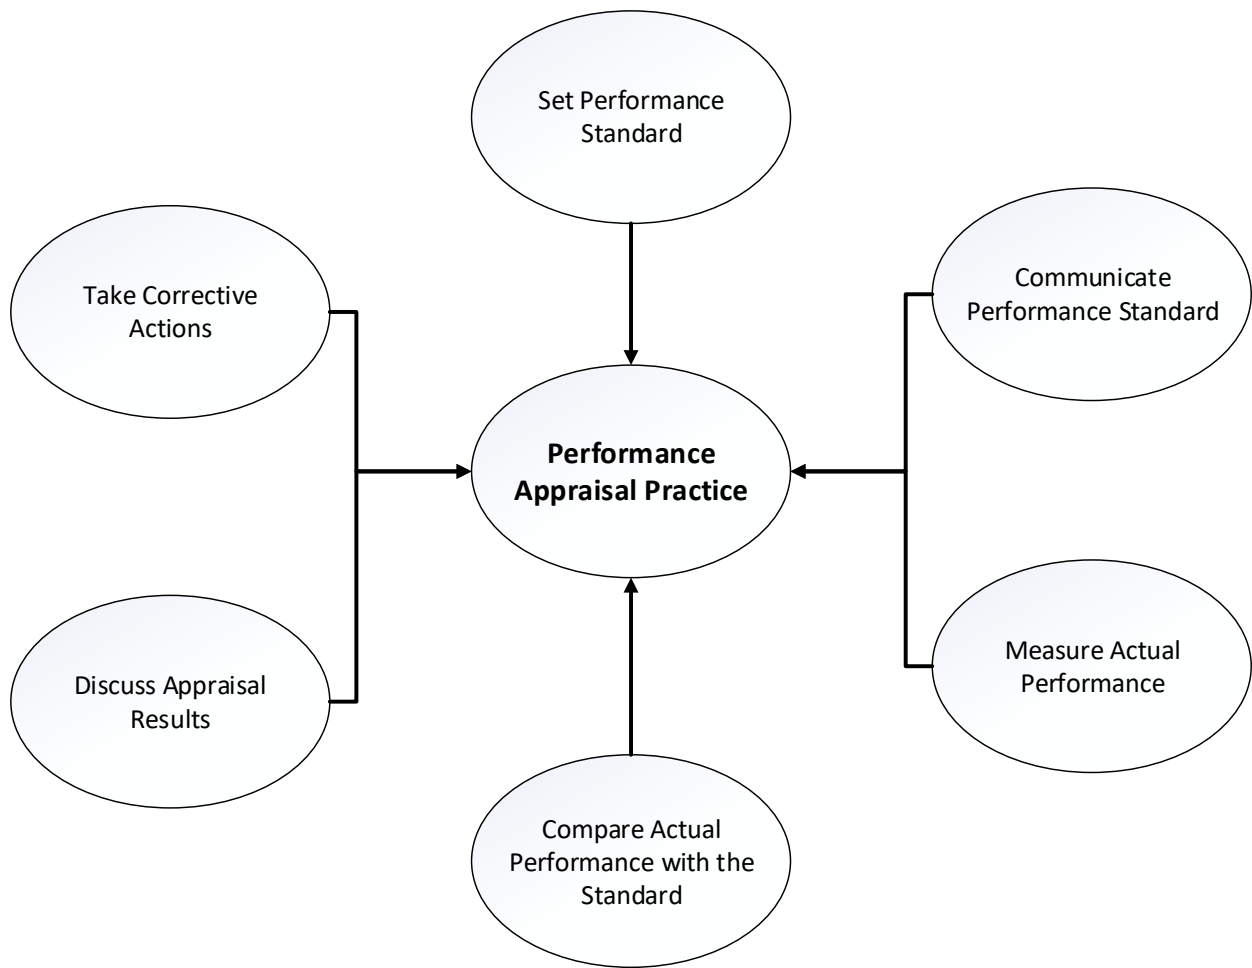 Set Performance
Standard
Communicate
Performance Standard
Take Corrective
Actions
Performance
Appraisal Practice
Measure Actual
Performance
Discuss Appraisal
Results
Compare Actual
Performance with the
Standard